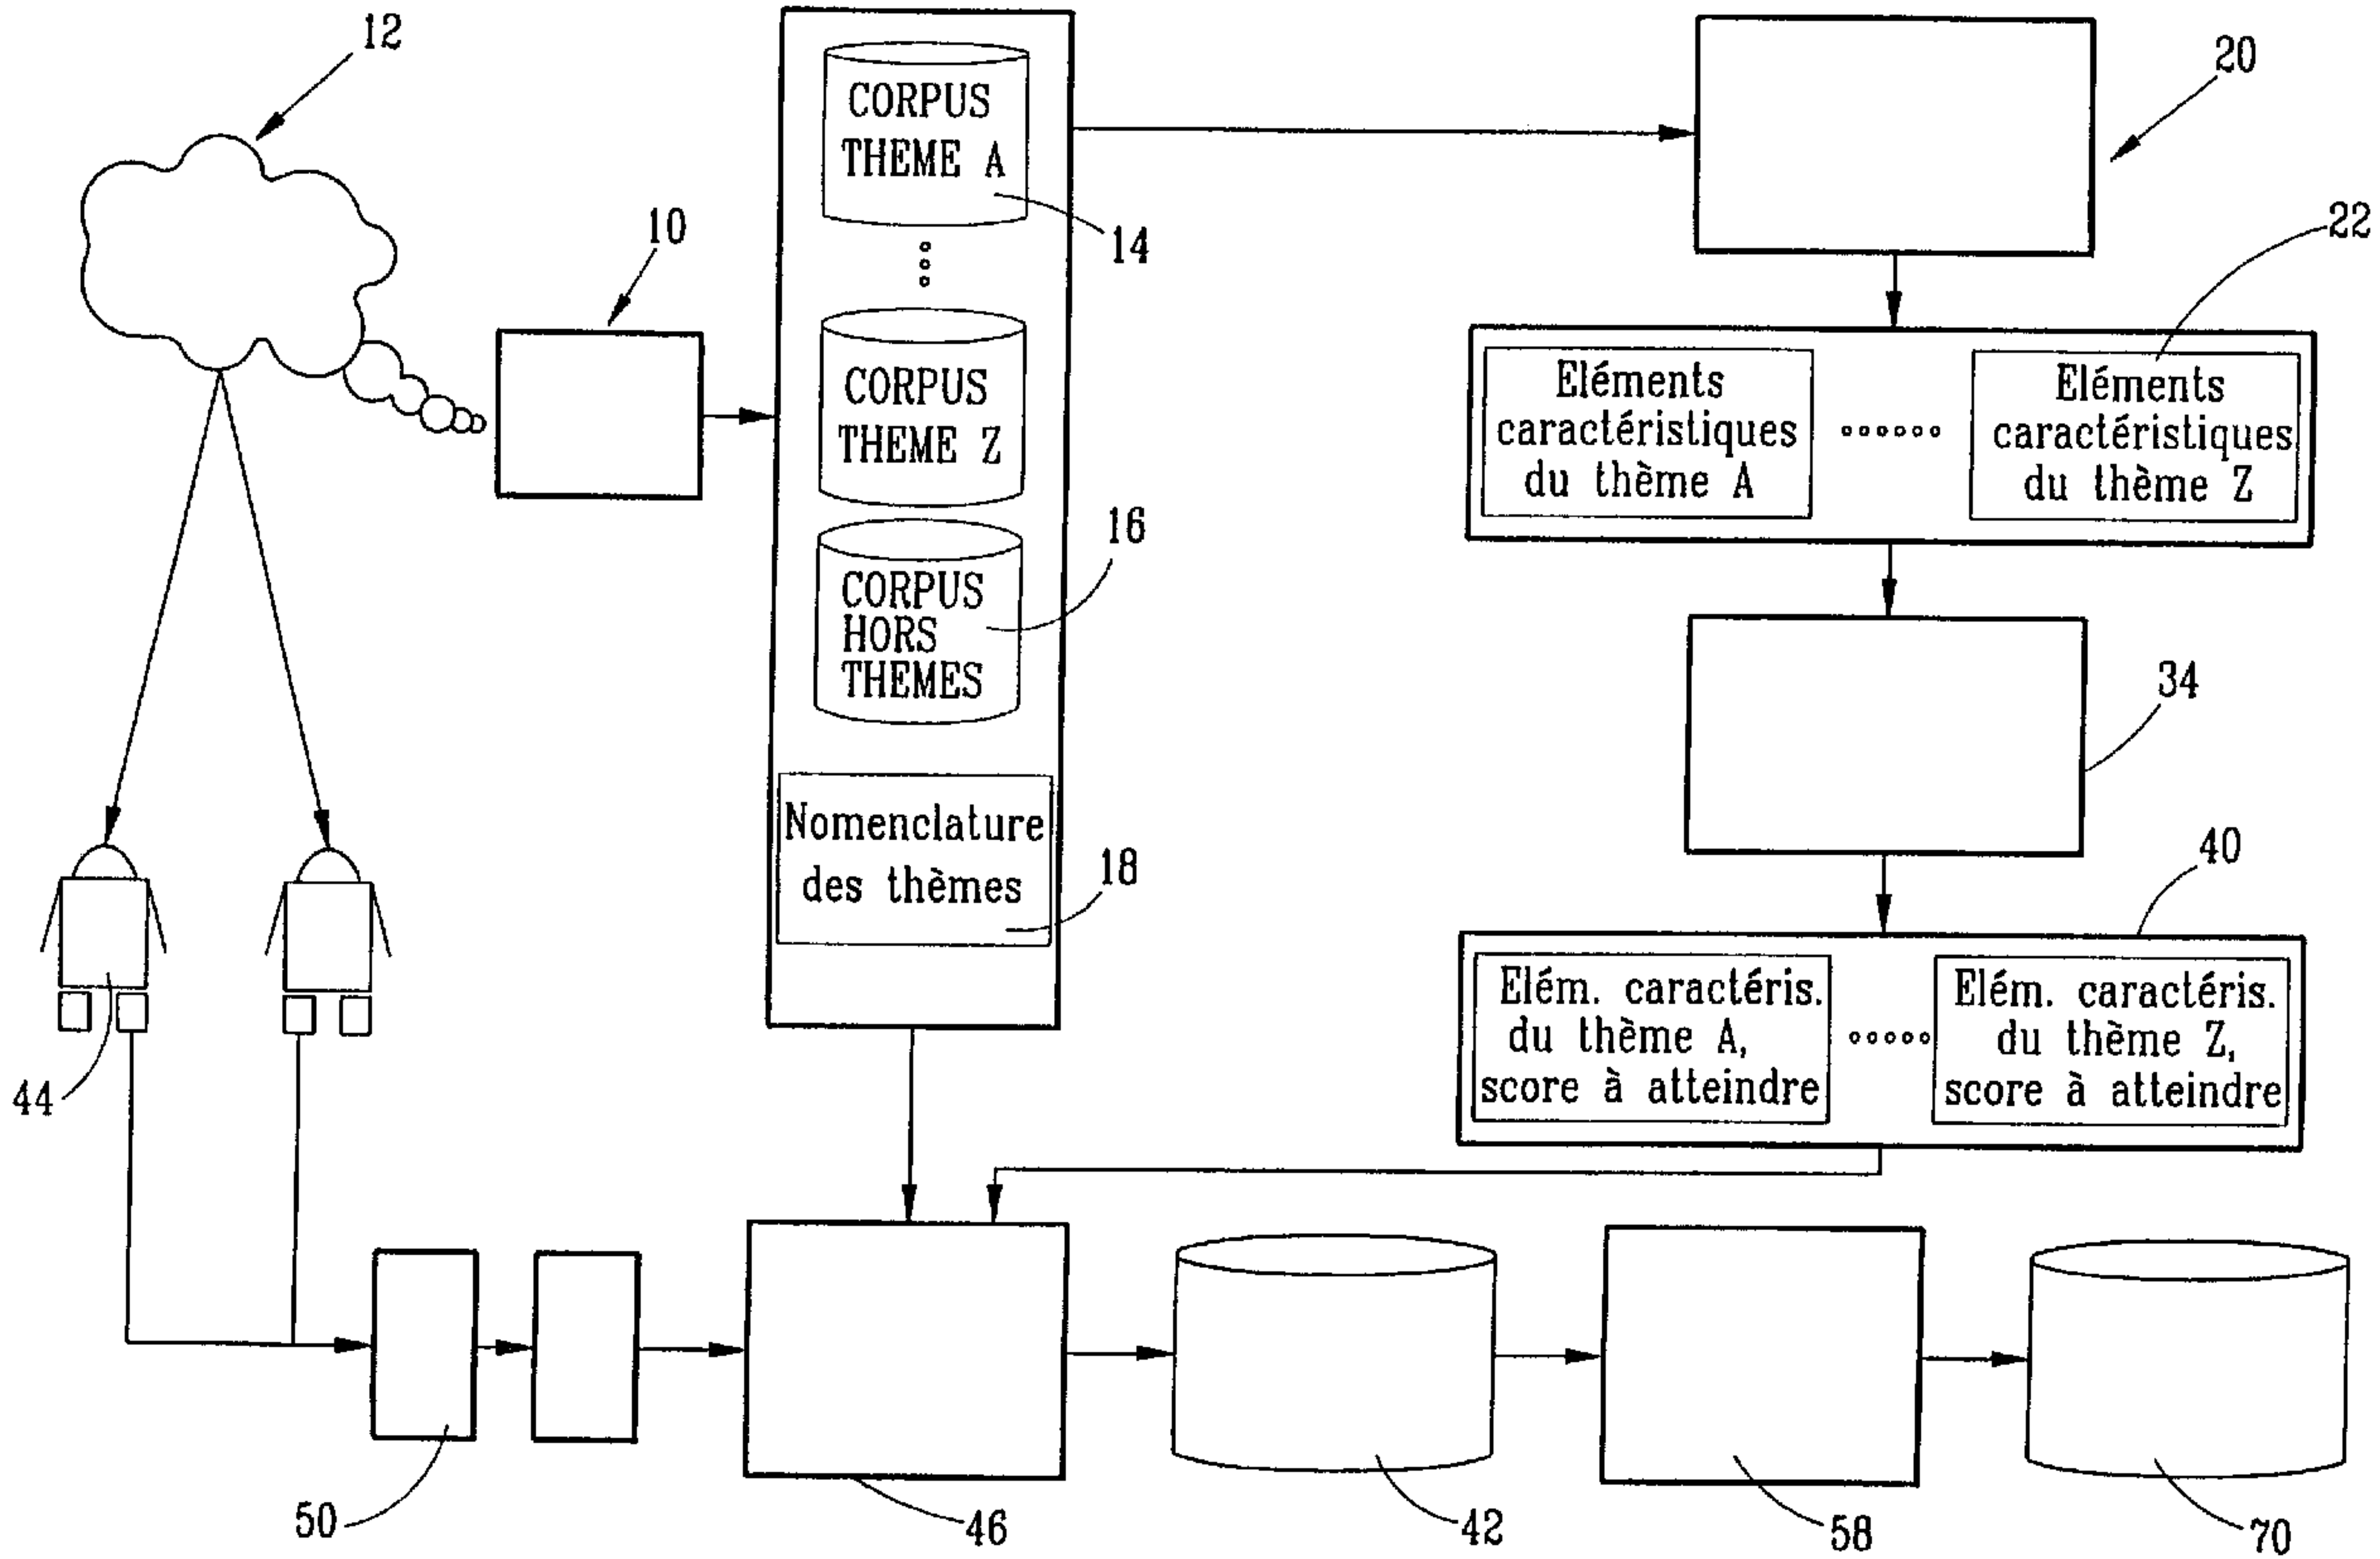 12
CORPUS
THEME A
14
20
22
10
CORPUS
THEME Z
Eléments
caractéristiques
du thème A
Eléments
caractéristiques
du thème Z
16
CORPUS
HORS
THEMES
34
Nomenclature
des thèmes
18
40
Elém. caractéris.
du thème A,
score à atteindre
Elém. caractéris.
du thème Z,
score à atteindre
44
50
46
42
58
70